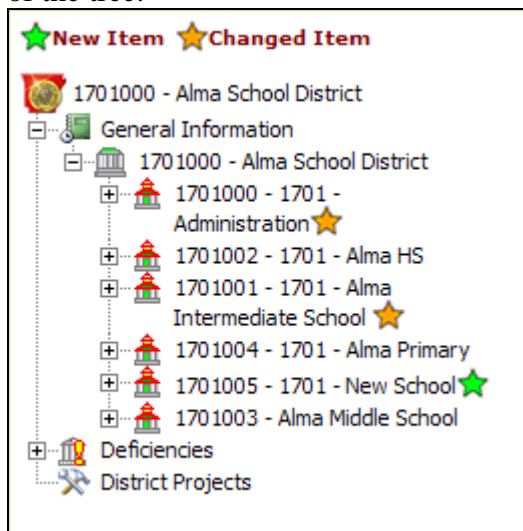 of the tree.
New Item Changed Item
1701000 - Alma School District
General Information
1701000 - Alma School District
1701000 - 1701 -
Administration
1701002 - 1701 - Alma HS
1701001 - 1701 - Alma
Intermediate School
1701004 - 1701 - Alma Primary
1701005 - 1701 - New School
1701003 - Alma Middle School
Deficiencies
District Projects